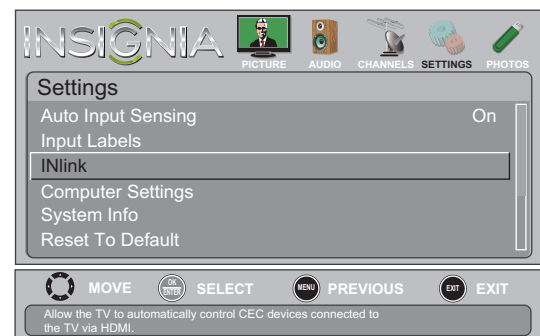 INSIGNIA
PICTURE AUDIO CHANNELS SETTINGS PHOTOS
Settings
Auto Input Sensing On
Input Labels
INlink
Computer Settings
System Info
Reset To Default
MOVE OK ENTER SELECT MENU PREVIOUS EXIT EXIT
Allow the TV to automatically control CEC devices connected to
the TV via HDMI.